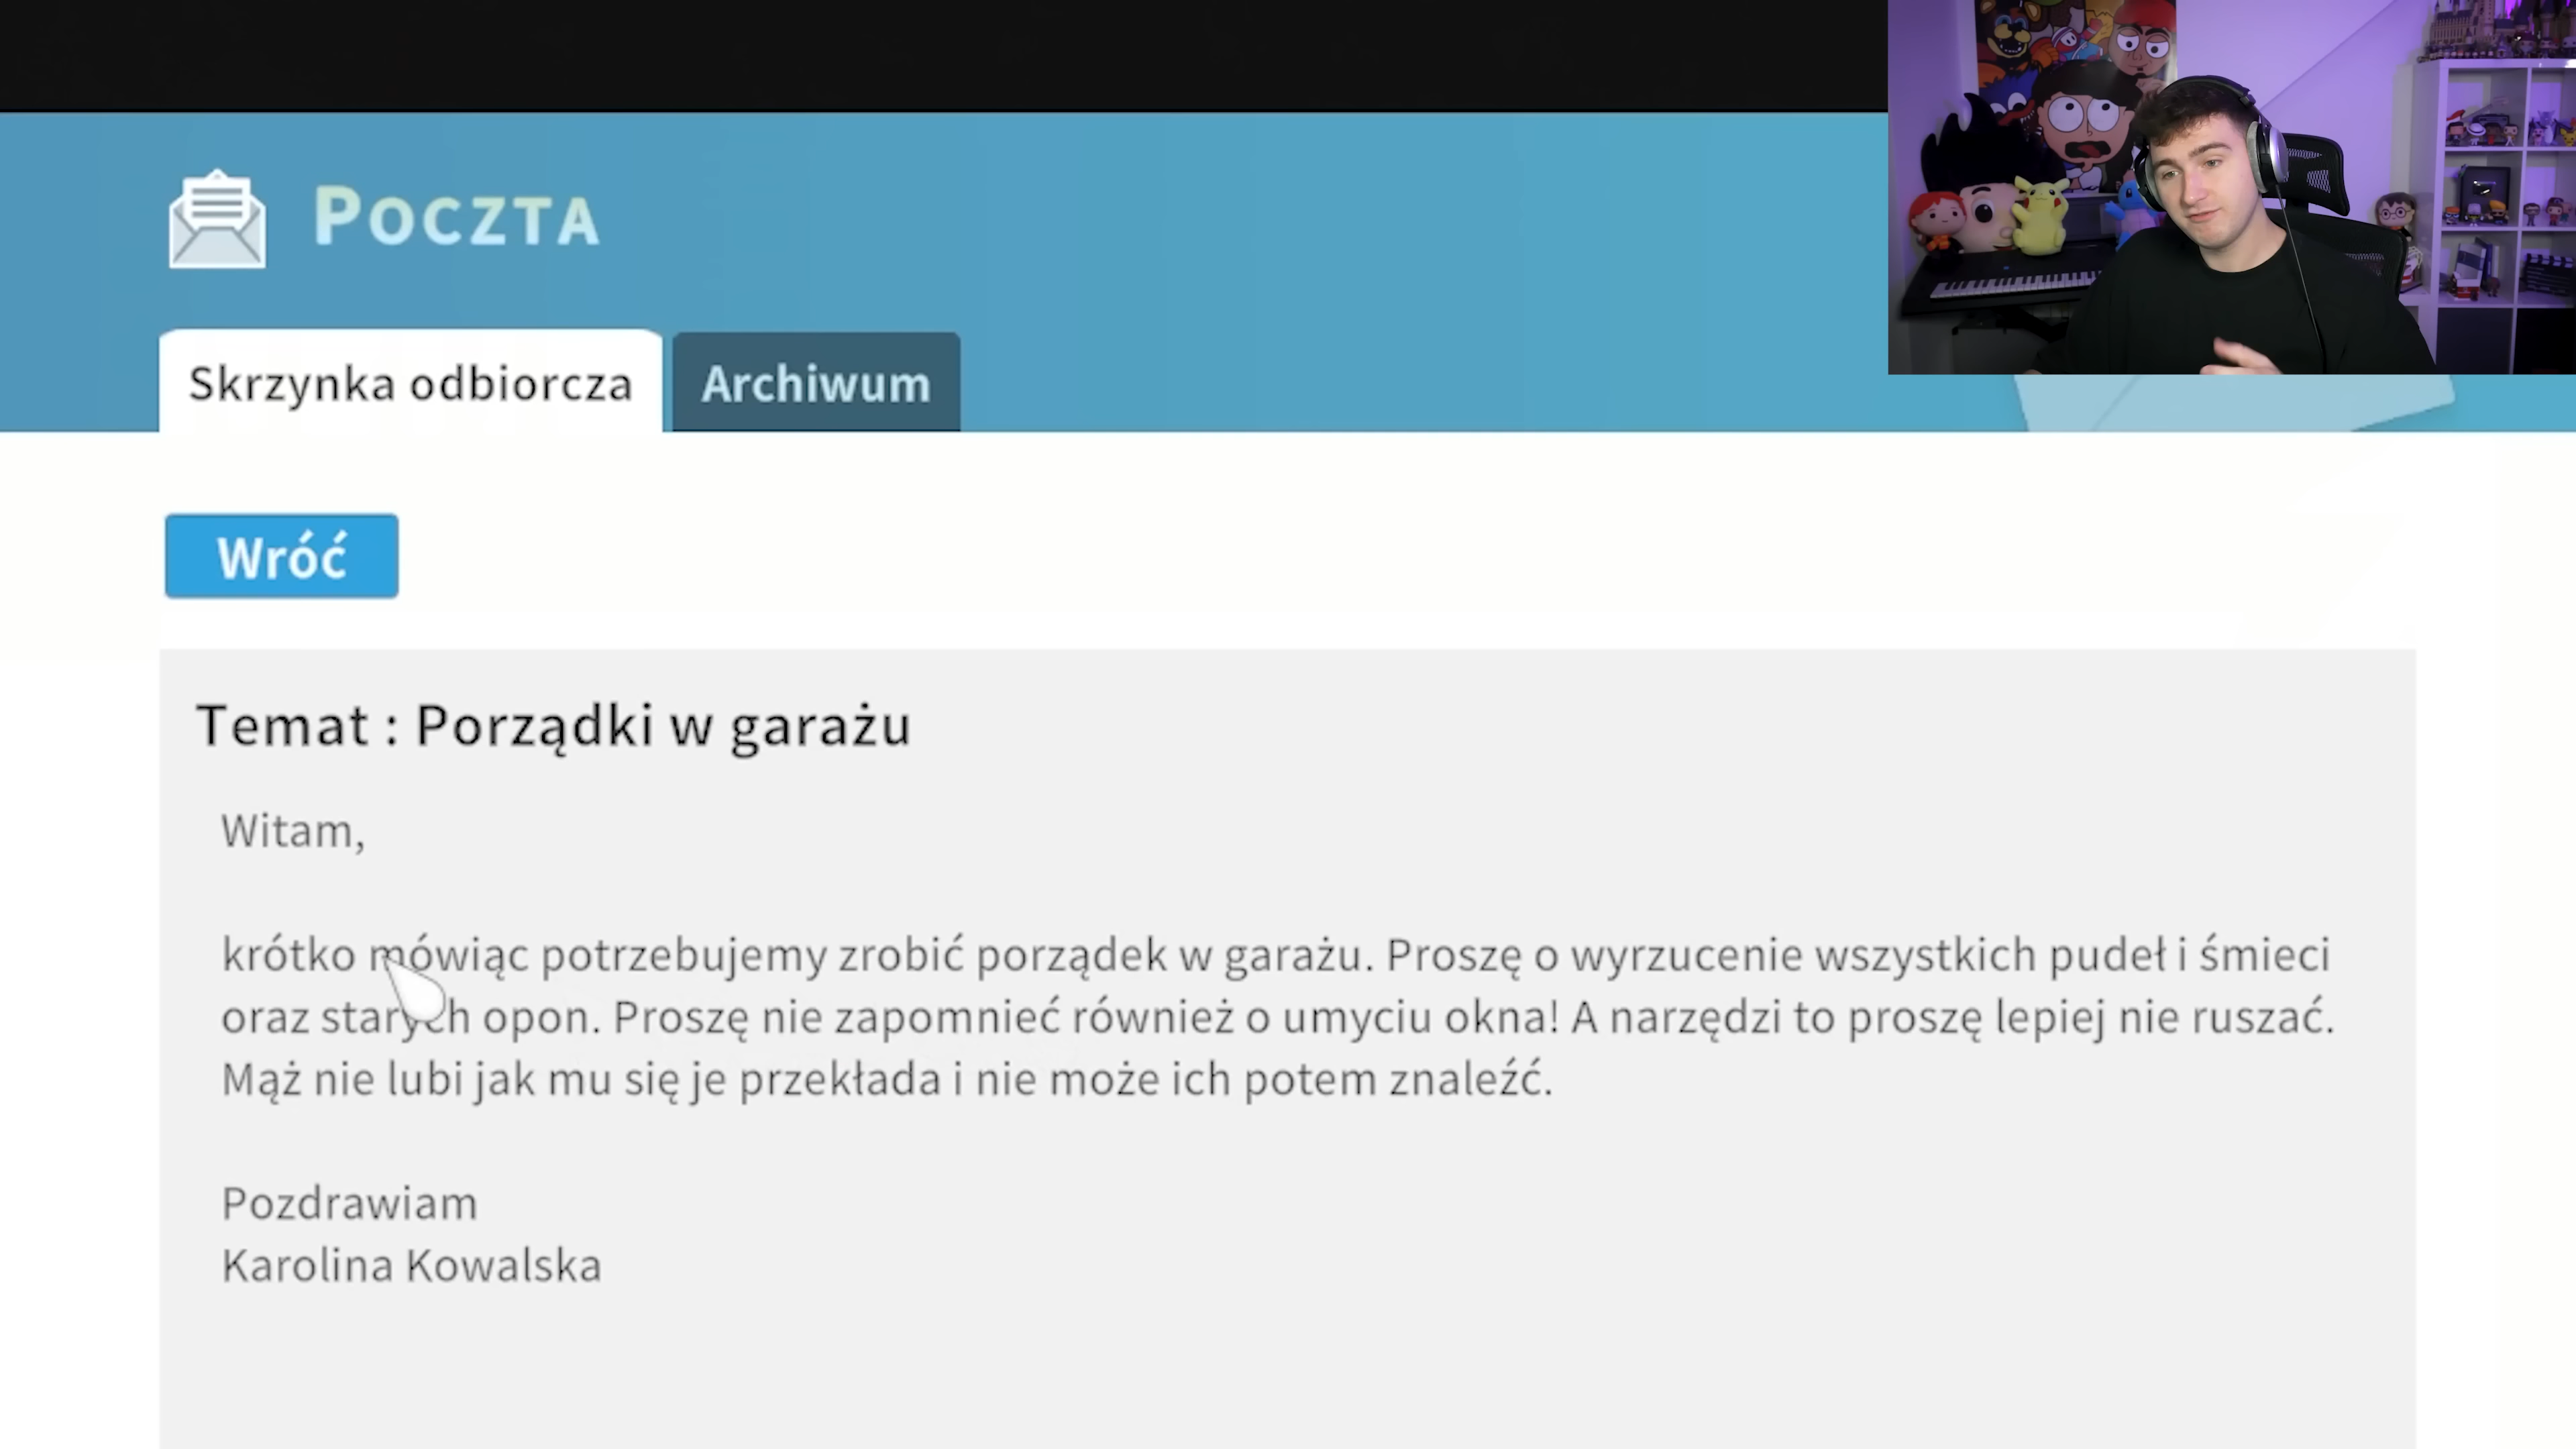 Poczta
Skrzynka odbiorcza
Archiwum
Wróć
Temat : Porządki w garażu
Witam,
krótko mówiąc potrzebujemy zrobić porządek w garażu. Proszę o wyrzucenie wszystkich pudeł i śmieci
oraz starych opon. Proszę nie zapomnieć również o umyciu okna! A narzędzi to proszę lepiej nie ruszać.
Mąż nie lubi jak mu się je przekłada i nie może ich potem znaleźć.
Pozdrawiam
Karolina Kowalska